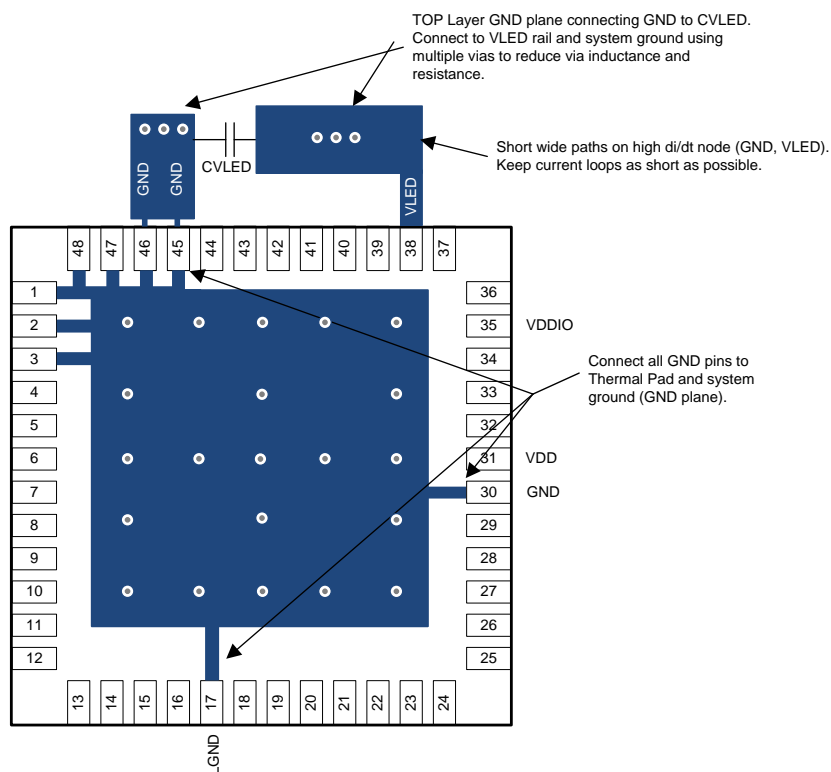 TOP Layer GND plane connecting GND to CVLED.
Connect to VLED rail and system ground using
multiple vias to reduce via inductance and
resistance.
Short wide paths on high di/dt node (GND, VLED).
Keep current loops as short as possible.
CVLED
GND
GND
VLED
48
47
46
45
44
43
42
41
40
39
38
37
1
2
3
4
5
6
7
8
9
10
11
12
36
35
VDDIO
34
33
32
31
VDD
30
GND
29
28
27
26
25
Connect all GND pins to
Thermal Pad and system
ground (GND plane).
13
14
15
16
17
18
19
20
21
22
23
24
LGND